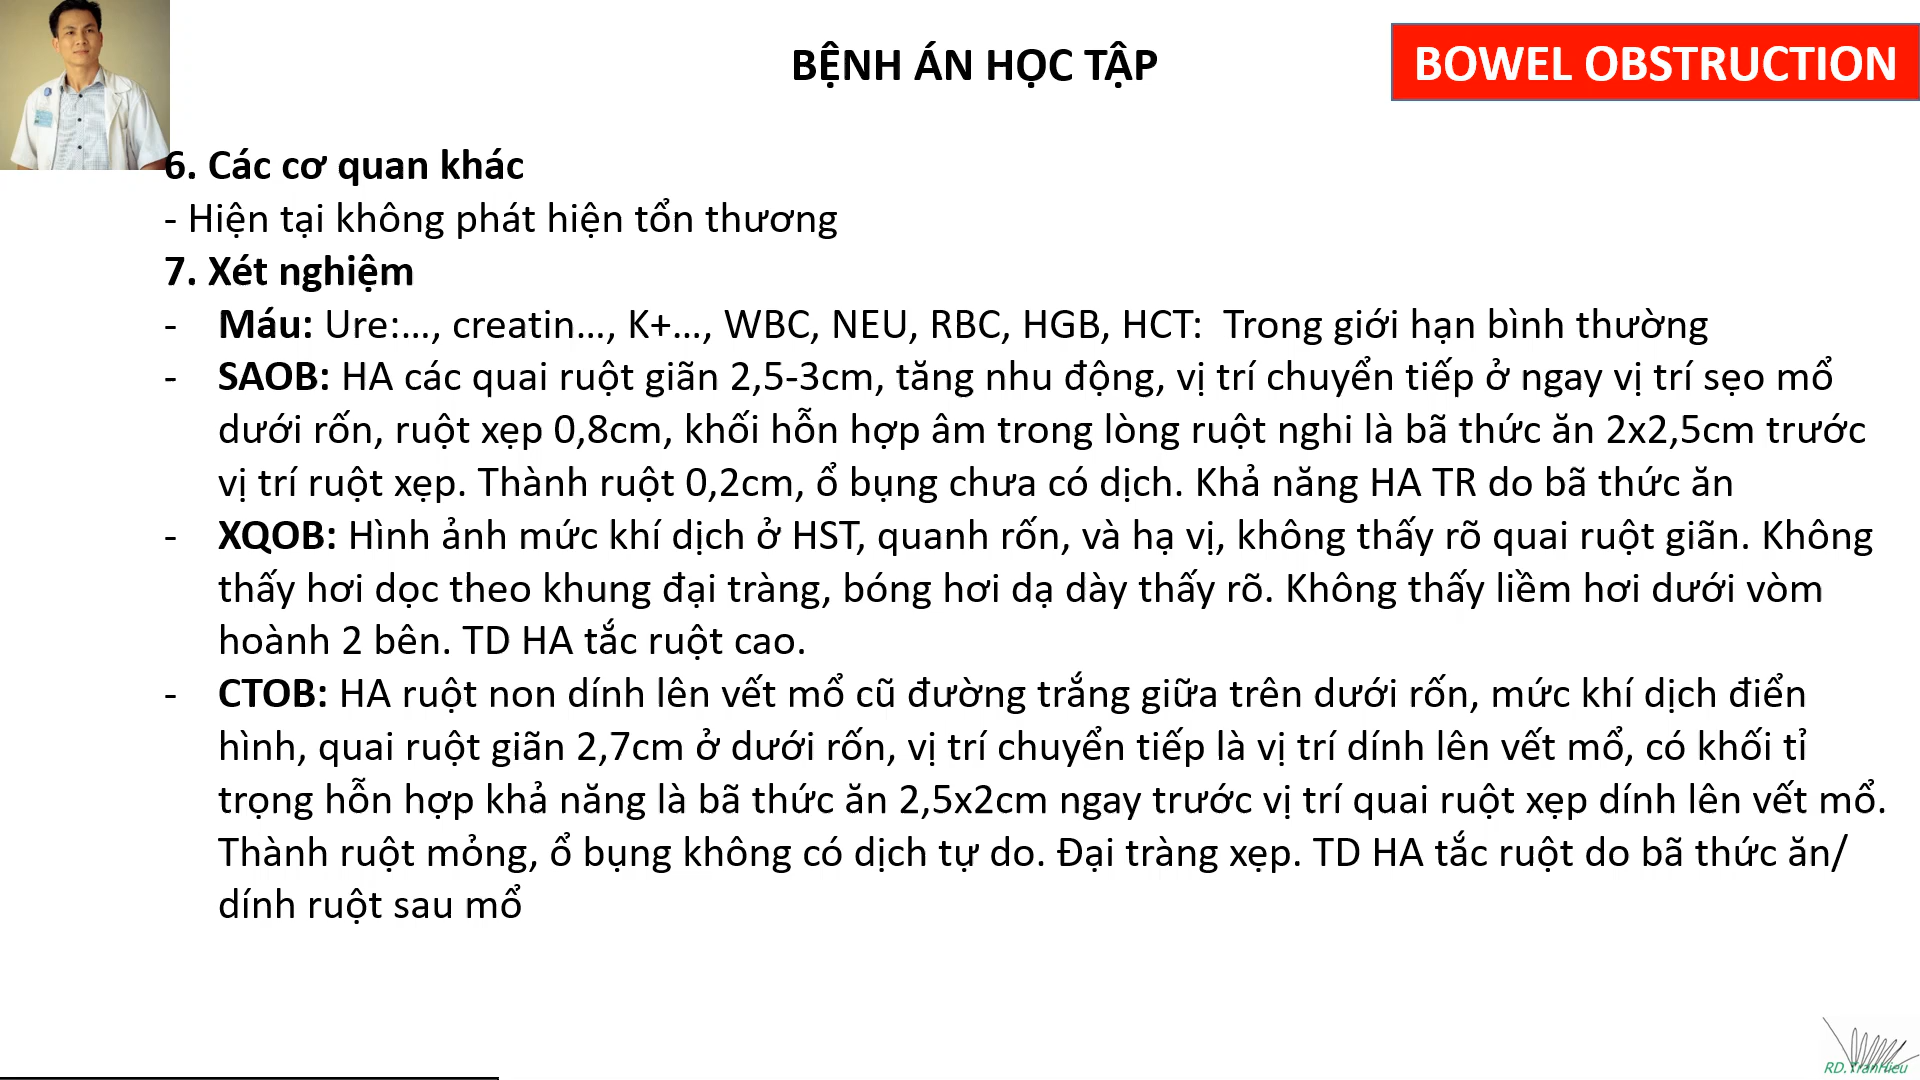 BỆNH ÁN HỌC TẬP
BOWEL OBSTRUCTION
6. Các cơ quan khác
- Hiện tại không phát hiện tổn thương
7. Xét nghiệm
- Máu: Ure:…, creatin…, K+…, WBC, NEU, RBC, HGB, HCT: Trong giới hạn bình thường
- SAOB: HA các quai ruột giãn 2,5-3cm, tăng nhu động, vị trí chuyển tiếp ở ngay vị trí sẹo mổ
dưới rốn, ruột xẹp 0,8cm, khối hỗn hợp âm trong lòng ruột nghi là bã thức ăn 2x2,5cm trước
vị trí ruột xẹp. Thành ruột 0,2cm, ổ bụng chưa có dịch. Khả năng HA TR do bã thức ăn
- XQOB: Hình ảnh mức khí dịch ở HST, quanh rốn, và hạ vị, không thấy rõ quai ruột giãn. Không
thấy hơi dọc theo khung đại tràng, bóng hơi dạ dày thấy rõ. Không thấy liềm hơi dưới vòm
hoành 2 bên. TD HA tắc ruột cao.
- CTOB: HA ruột non dính lên vết mổ cũ đường trắng giữa trên dưới rốn, mức khí dịch điển
hình, quai ruột giãn 2,7cm ở dưới rốn, vị trí chuyển tiếp là vị trí dính lên vết mổ, có khối tỉ
trọng hỗn hợp khả năng là bã thức ăn 2,5x2cm ngay trước vị trí quai ruột xẹp dính lên vết mổ.
Thành ruột mỏng, ổ bụng không có dịch tự do. Đại tràng xẹp. TD HA tắc ruột do bã thức ăn/
dính ruột sau mổ
RD.TranHieu